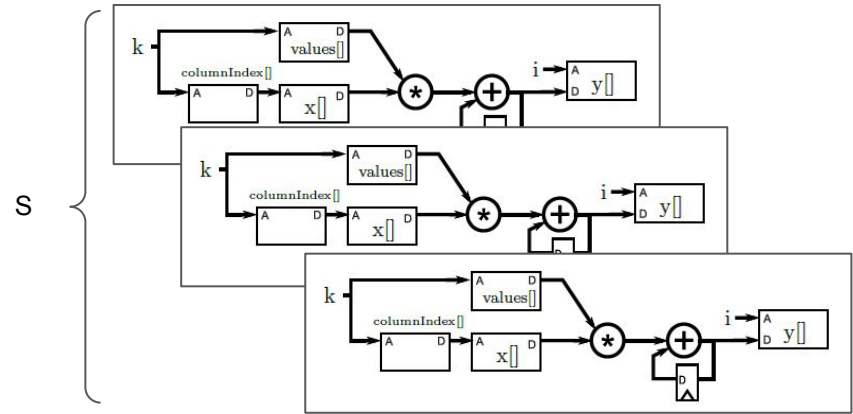 S
k
A D
values[]
columnIndex[]
A D
A D
x[]
*
+
i
A
D
y[]
k
A D
values[]
columnIndex[]
A D
A D
x[]
*
+
D
i
A
D
y[]
k
A D
values[]
columnIndex[]
A D
A D
x[]
*
+
D
i
A
D
y[]